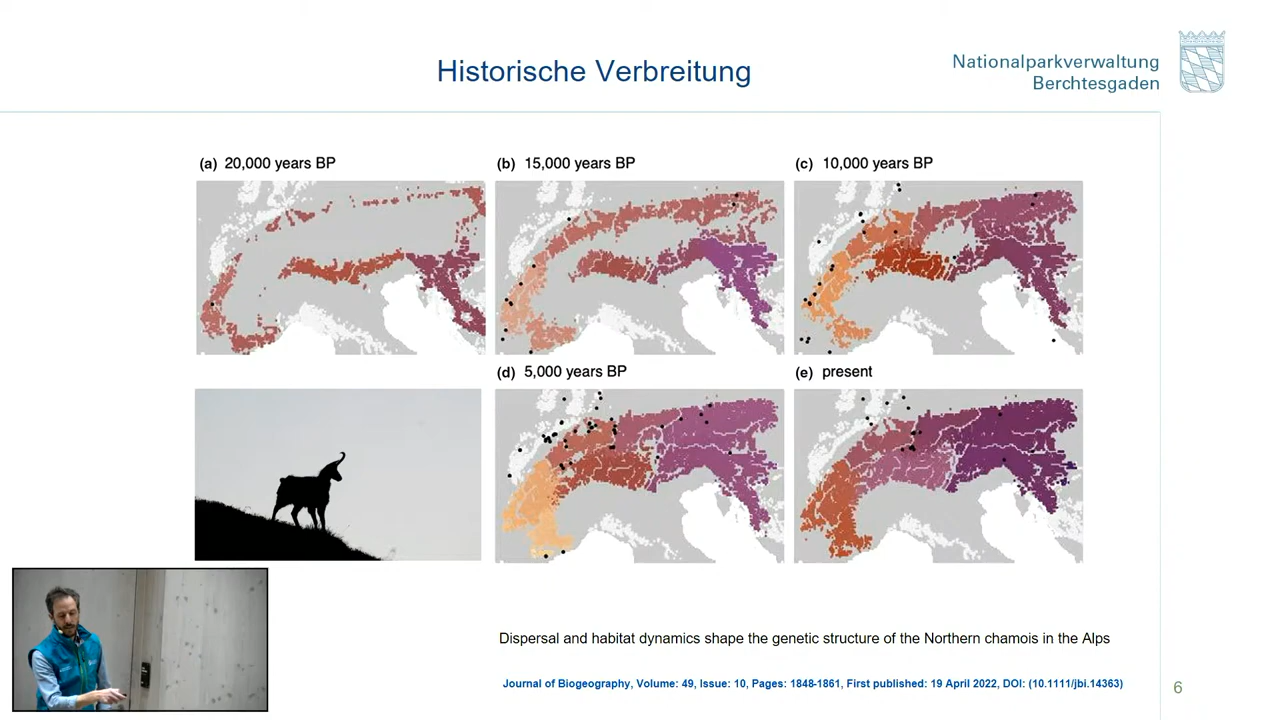 Historische Verbreitung
Nationalparkverwaltung
Berchtesgaden
(a) 20,000 years BP
(b) 15,000 years BP
(c) 10,000 years BP
(d) 5,000 years BP
(e) present
Dispersal and habitat dynamics shape the genetic structure of the Northern chamois in the Alps
Journal of Biogeography, Volume: 49, Issue: 10, Pages: 1848-1861, First published: 19 April 2022, DOI: (10.1111/jbi.14363)
6